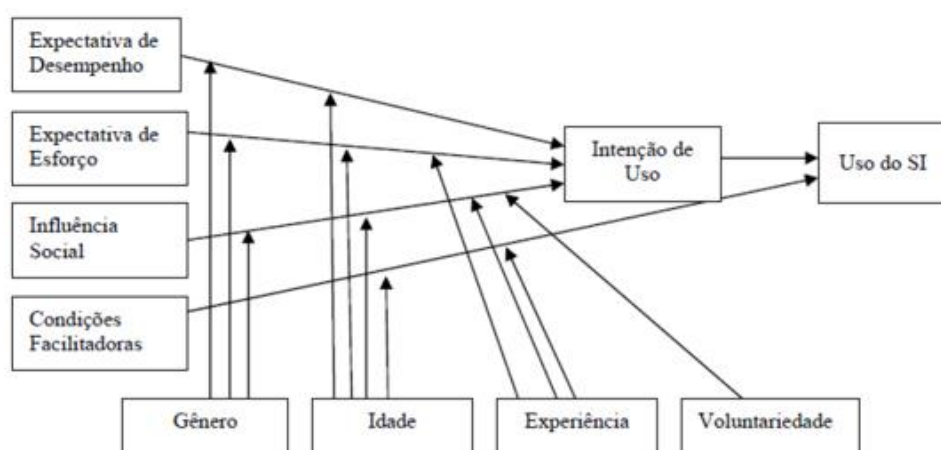 Expectativa de
Desempenho
Expectativa de
Esforço
Influência
Social
Condições
Facilitadoras
Intenção de
Uso
Uso do SI
Gênero
Idade
Experiência
Voluntariedade